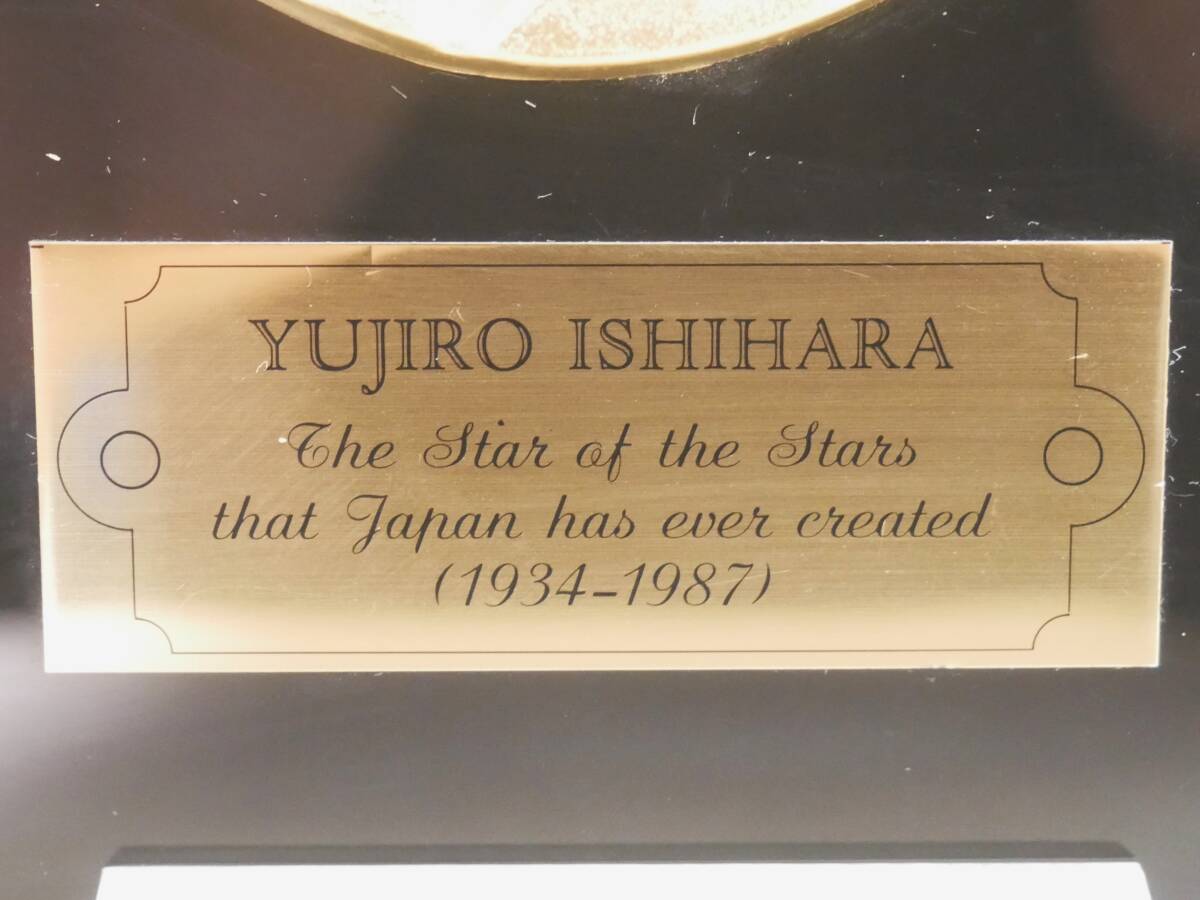 YUJIRO ISHIHARA
The Star of the Stars
that Japan has ever created
(1934-1987)